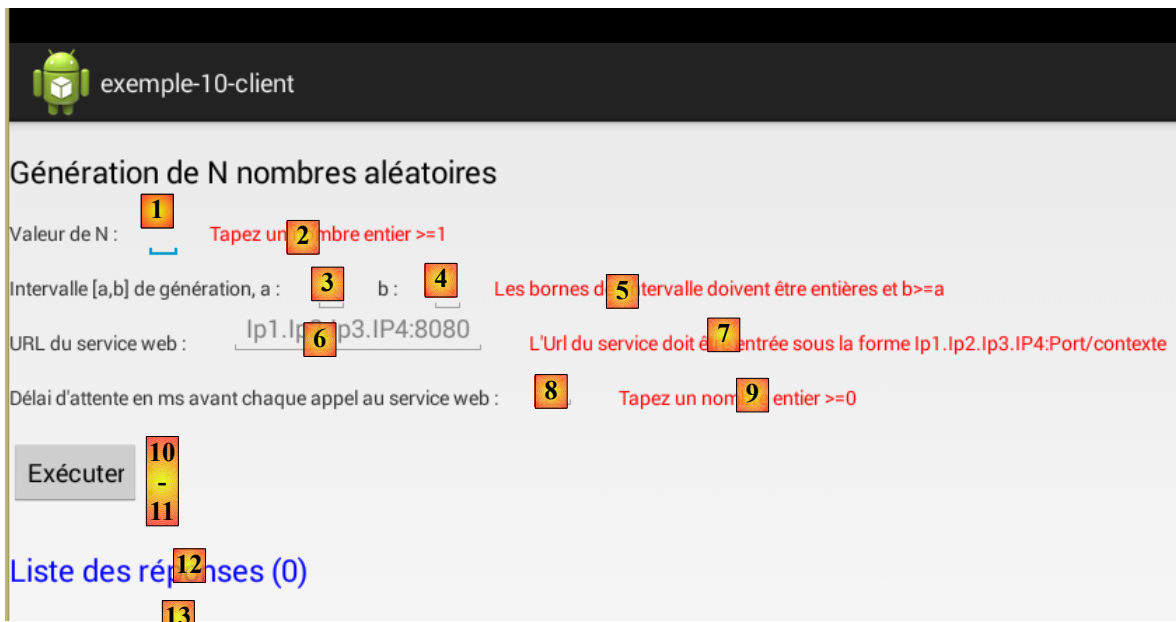 exemple-10-client
Génération de N nombres aléatoires
1
Valeur de N : Tapez un 2 mbre entier >=1
Intervalle [a,b] de génération, a : 3 b : 4 Les bornes d 5 tervalle doivent être entières et b>=a
URL du service web : Ip1.Ip 6 p3.IP4:8080 L'Url du service doit ê 7 entrée sous la forme Ip1.Ip2.Ip3.IP4:Port/contexte
Délai d'attente en ms avant chaque appel au service web : 8 Tapez un nom 9 entier >=0
Exécuter 10
-
11
Liste des rép 12 nses (0)
13